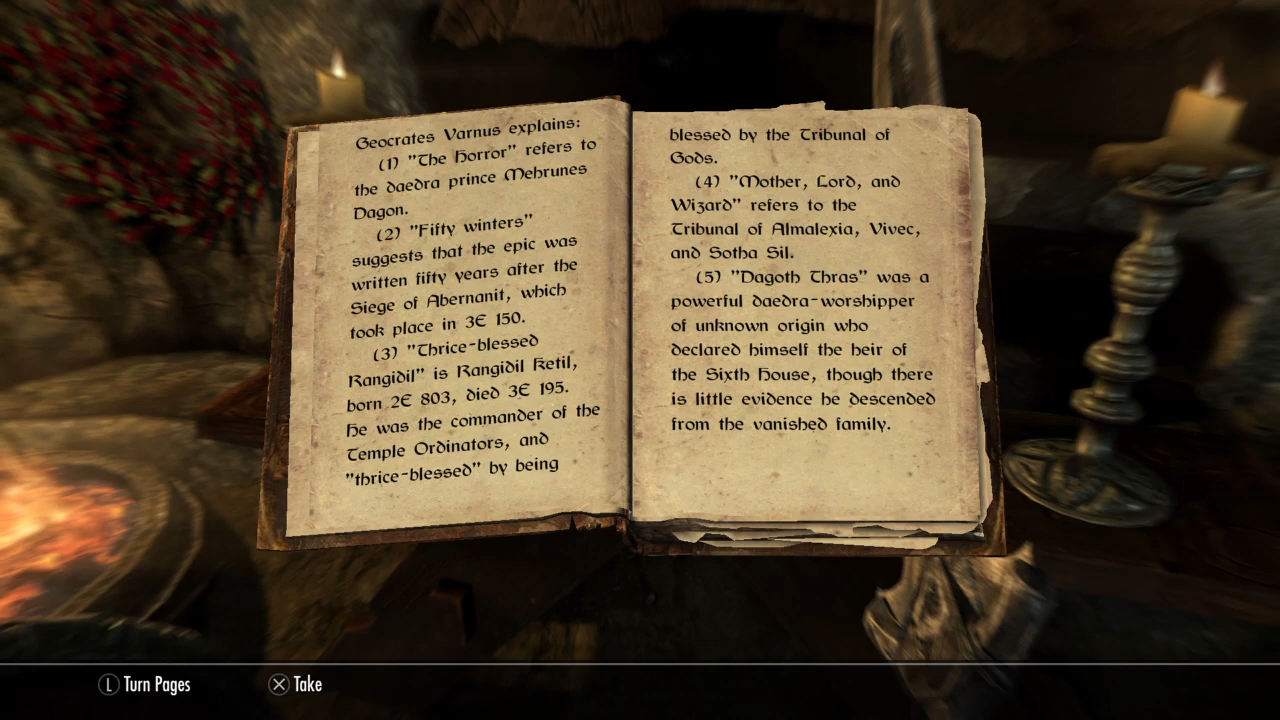 Geocrates Varnus explains:
(1) "The Horror" refers to
the daedra prince Mehrunes
Dagon.
(2) "Fifty winters"
suggests that the epic was
written fifty years after the
Siege of Abernanit, which
took place in 3E 150.
(3) "Thrice-blessed
Rangidil" is Rangidil Ketil,
born 2E 803, died 3E 195.
He was the commander of the
Temple Ordinators, and
"thrice-blessed" by being
blessed by the Tribunal of
Gods.
(4) "Mother, Lord, and
Wizard" refers to the
Tribunal of Almalexia, Vivec,
and Sotha Sil.
(5) "Dagoth Thras" was a
powerful daedra-worshipper
of unknown origin who
declared himself the heir of
the Sixth House, though there
is little evidence he descended
from the vanished family.
L Turn Pages
X Take